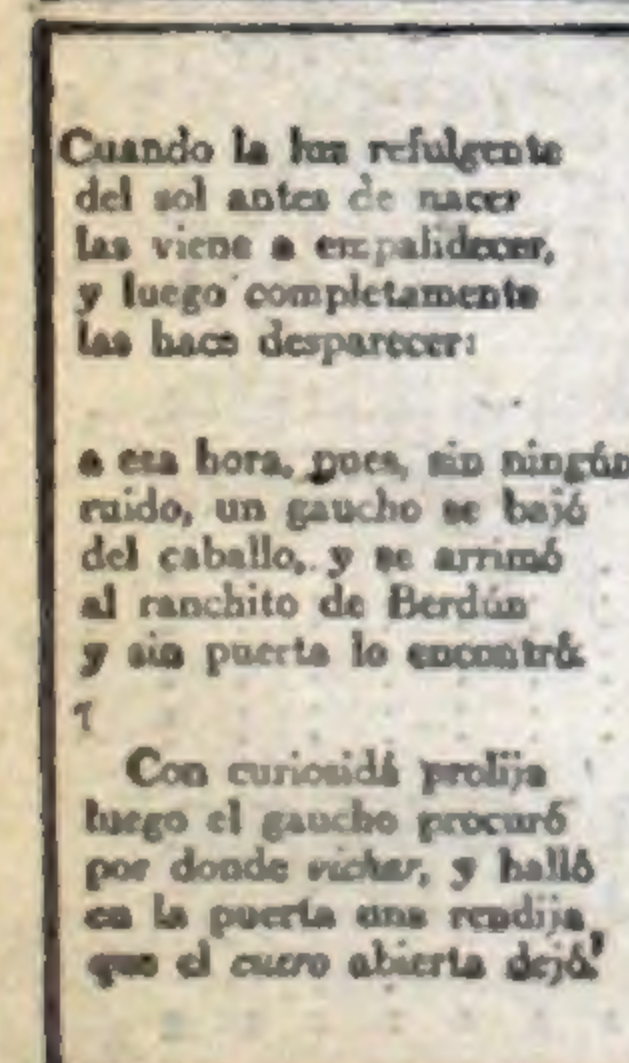 Cuando la luz refulgente
del sol antes de nacer
las viene a empalidecer,
y luego completamente
las hace desparecer:
a esa hora, pues, sin ningún
ruido, un gaucho se bajó
del caballo, y se arrimó
al ranchito de Berdún
y sin puerta lo encontró.
Con curiosidá prolija
luego el gaucho procuró
por donde vichar, y halló
en la puerta una rendija
que el cuero abierta dejó.